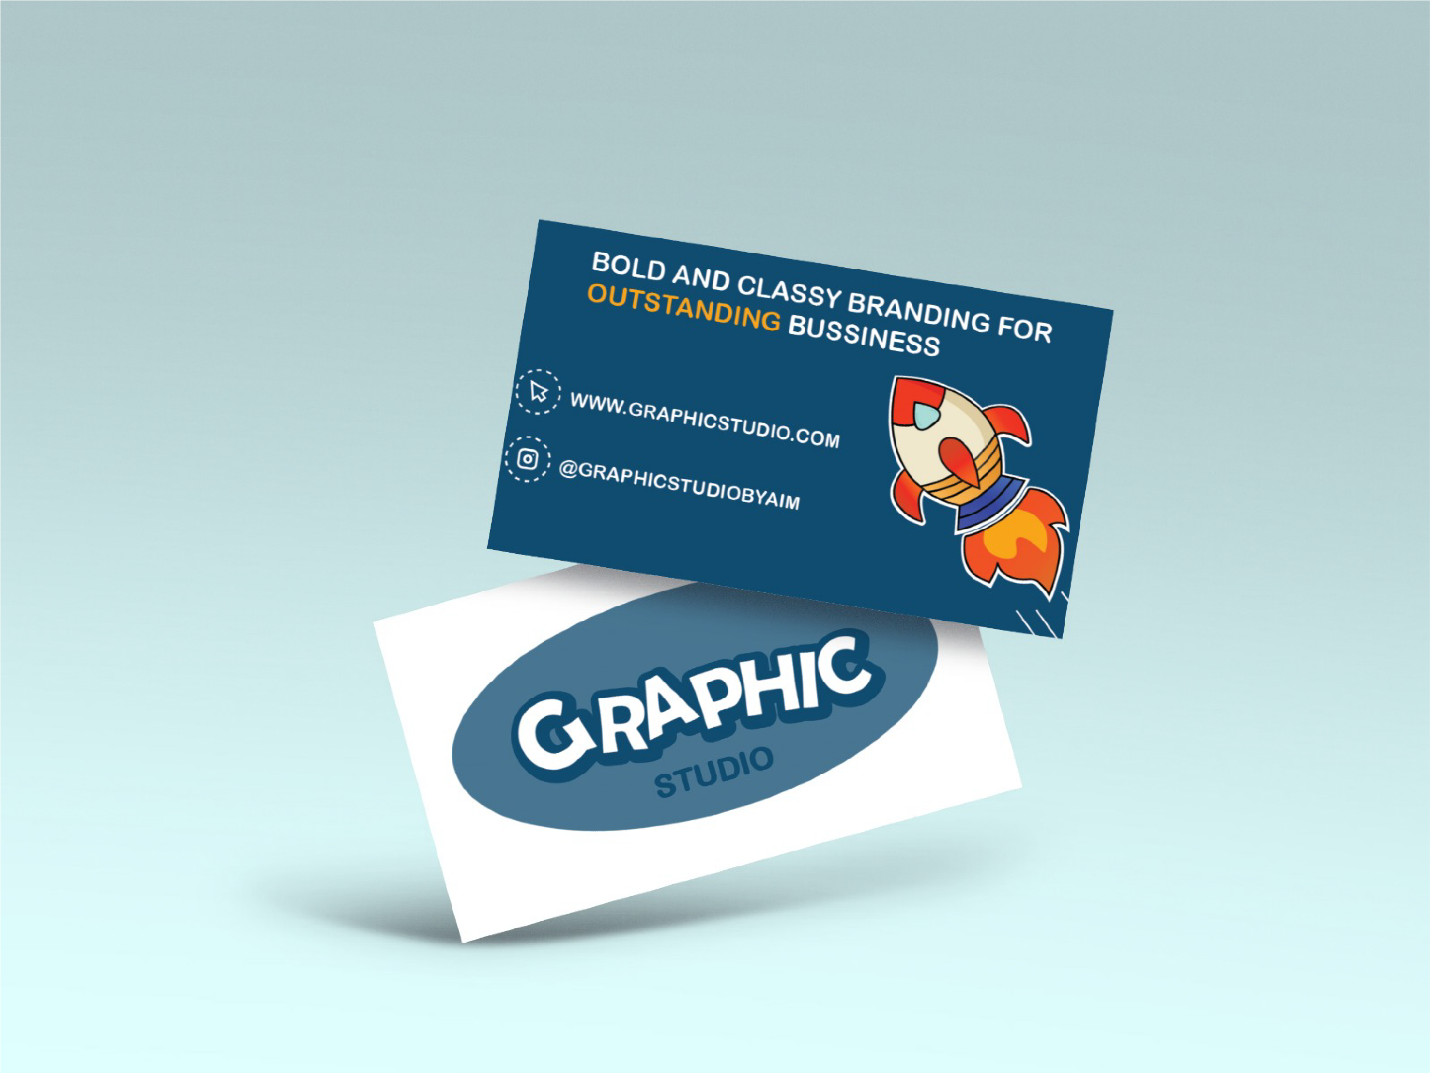 BOLD AND CLASSY BRANDING FOR
OUTSTANDING BUSSINESS
WWW.GRAPHICSTUDIO.COM
@GRAPHICSTUDIOBYAIM
GRAPHIC
STUDIO